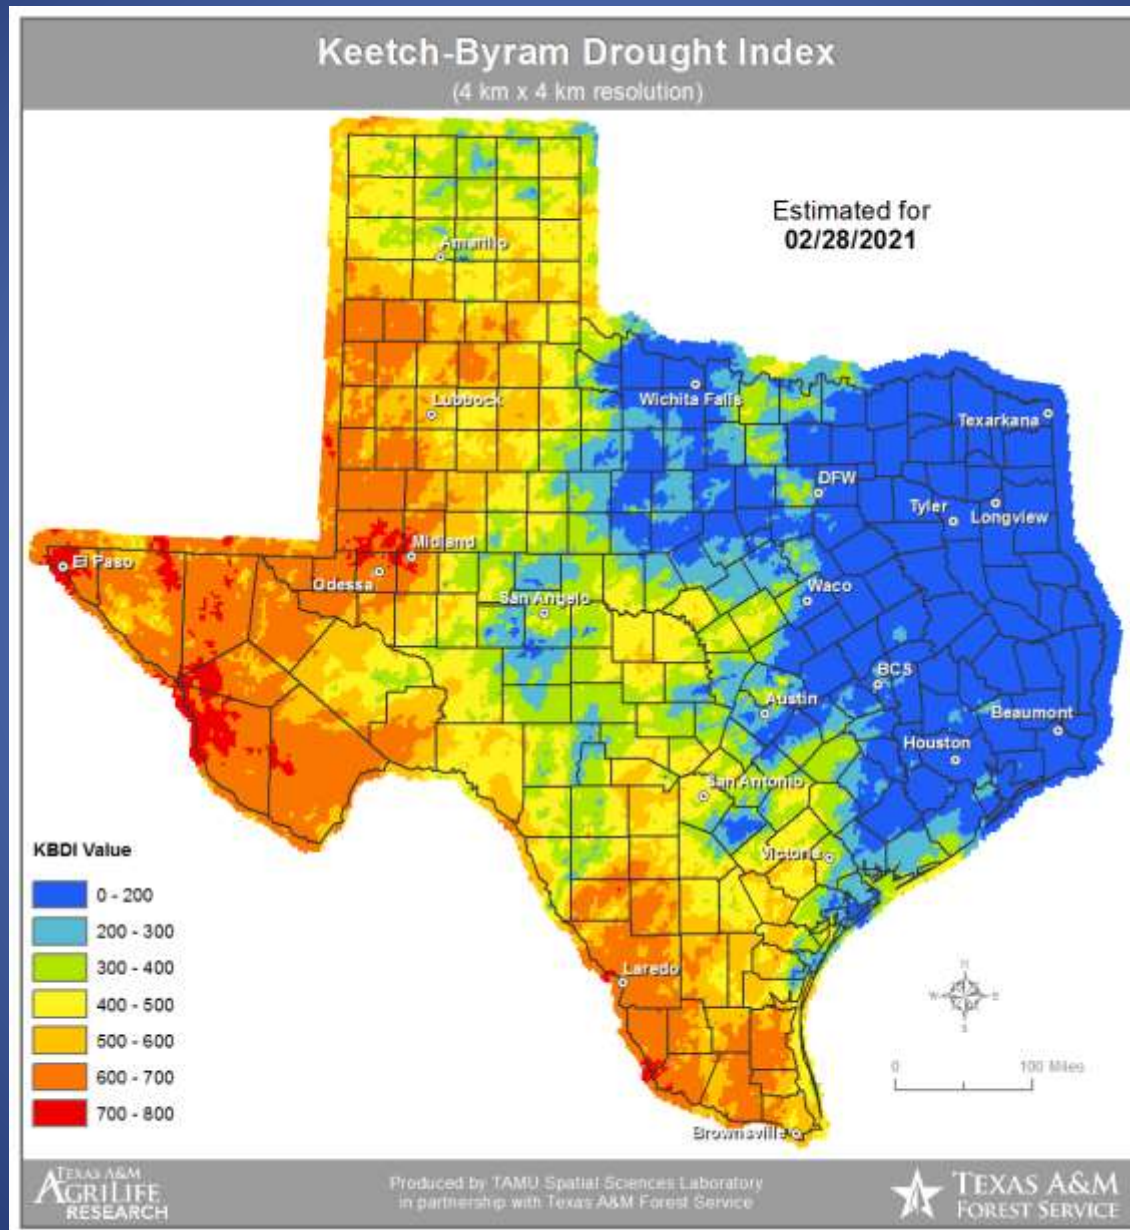 Keetch-Byram Drought Index
(4 km x 4 km resolution)
Estimated for
02/28/2021
Amarillo
Lubbock
Wichita Falls
Texarkana
DFW
Tyler
Longview
El Paso
Midland
Odessa
San Angelo
Waco
BCS
Austin
Beaumont
Houston
San Antonio
Victoria
Laredo
Brownsville
KBDI Value
0 - 200
200 - 300
300 - 400
400 - 500
500 - 600
600 - 700
700 - 800
N
W E
S
0 100 Miles
TEXAS A&M
AGRILIFE
RESEARCH
Produced by TAMU Spatial Sciences Laboratory
in partnership with Texas A&M Forest Service
TEXAS A&M
FOREST SERVICE